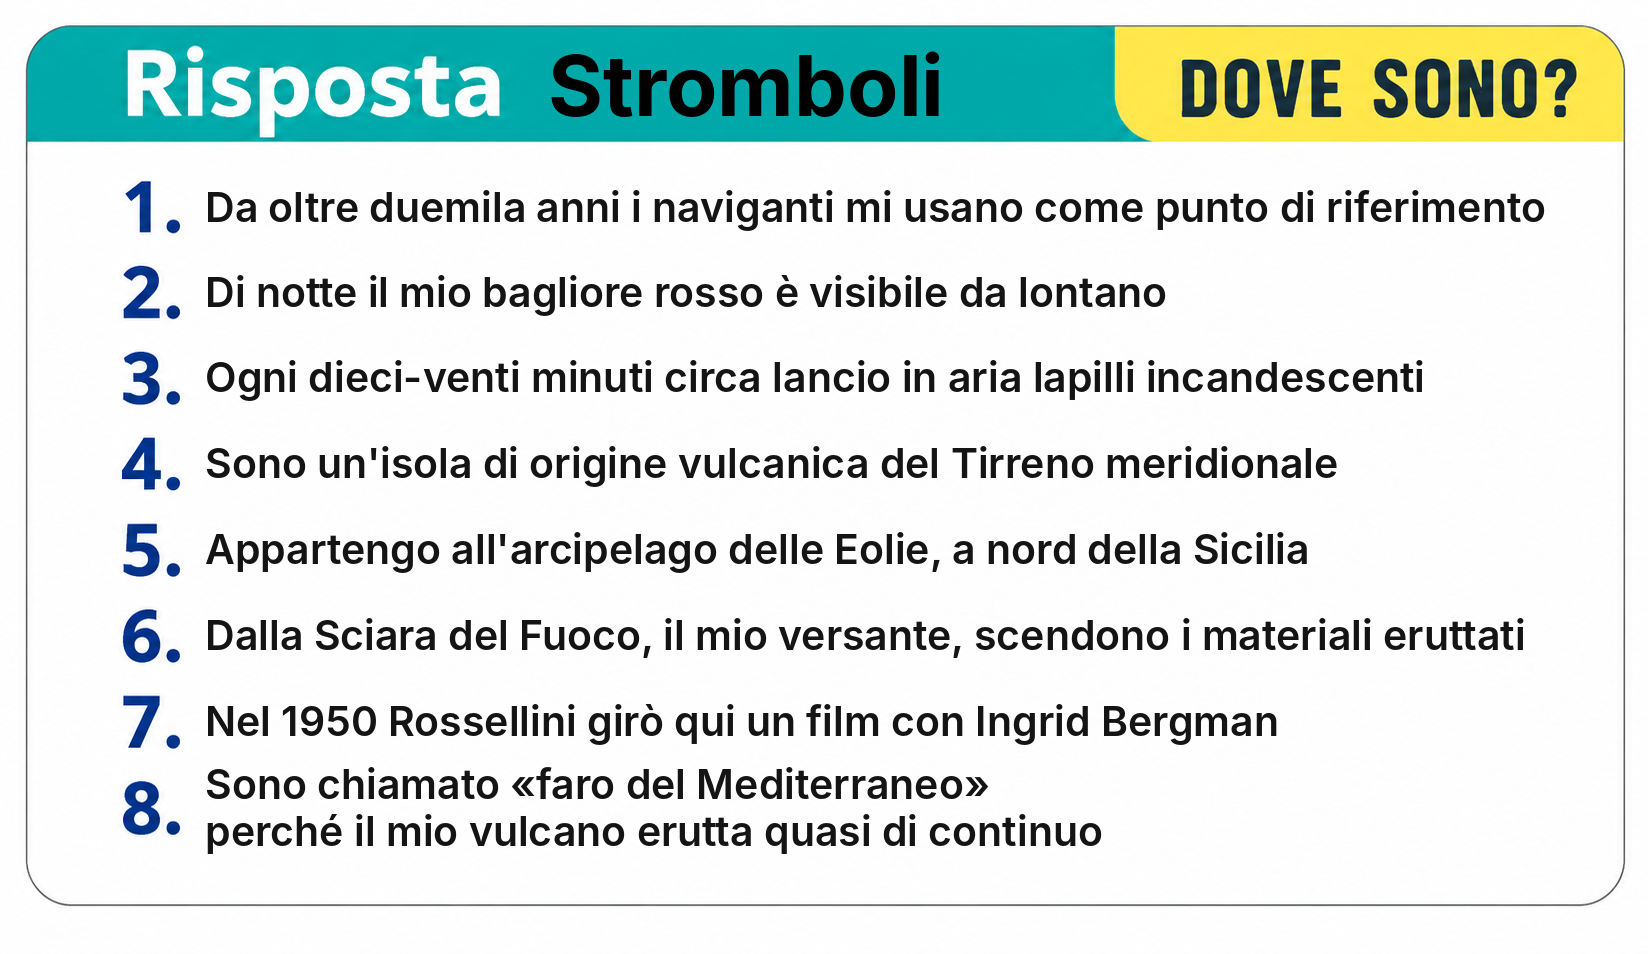 Risposta Stromboli
DOVE SONO?
1. Da oltre duemila anni i naviganti mi usano come punto di riferimento
2. Di notte il mio bagliore rosso è visibile da lontano
3. Ogni dieci-venti minuti circa lancio in aria lapilli incandescenti
4. Sono un'isola di origine vulcanica del Tirreno meridionale
5. Appartengo all'arcipelago delle Eolie, a nord della Sicilia
6. Dalla Sciara del Fuoco, il mio versante, scendono i materiali eruttati
7. Nel 1950 Rossellini girò qui un film con Ingrid Bergman
8. Sono chiamato «faro del Mediterraneo»
perché il mio vulcano erutta quasi di continuo